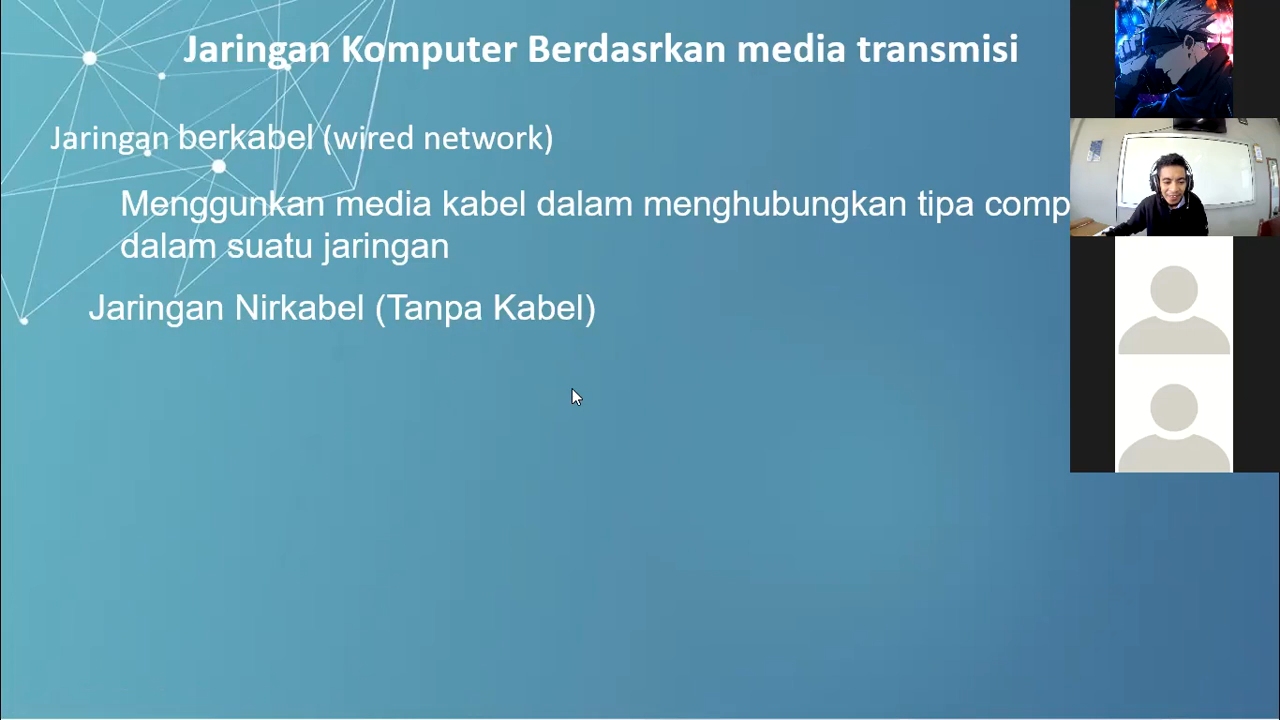 Jaringan Komputer Berdasrkan media transmisi
Jaringan berkabel (wired network)
Menggunkan media kabel dalam menghubungkan tipa comp
dalam suatu jaringan
Jaringan Nirkabel (Tanpa Kabel)